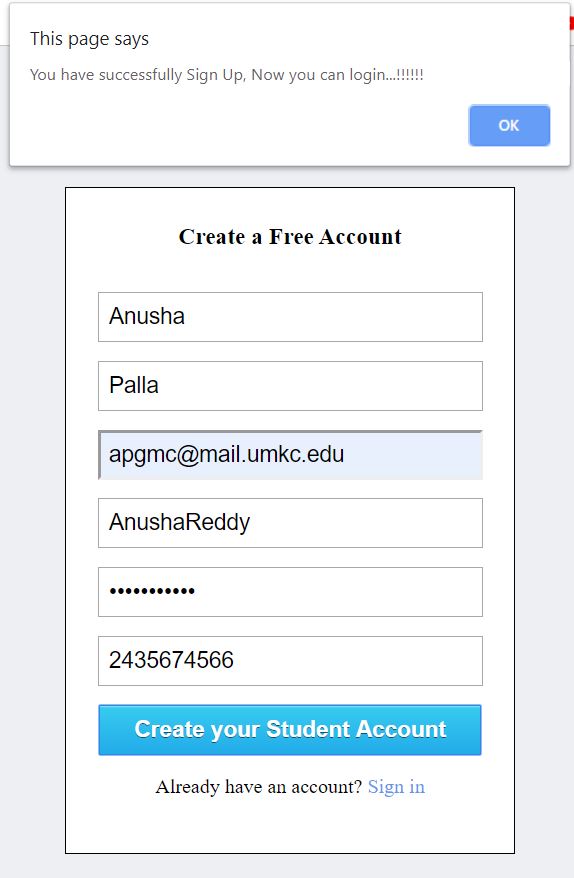 This page says
You have successfully Sign Up, Now you can login...!!!!!!
OK
Create a Free Account
Anusha
Palla
apgmc@mail.umkc.edu
AnushaReddy
•••••••••••
2435674566
Create your Student Account
Already have an account? Sign in